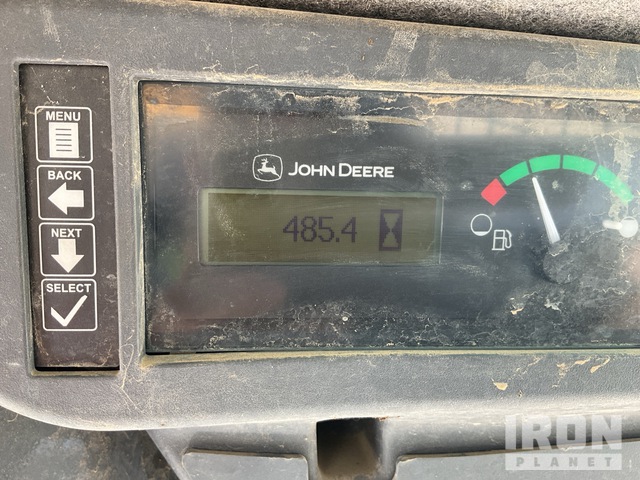 MENU
BACK
NEXT
SELECT
JOHN DEERE
485.4
IRON
PLANET